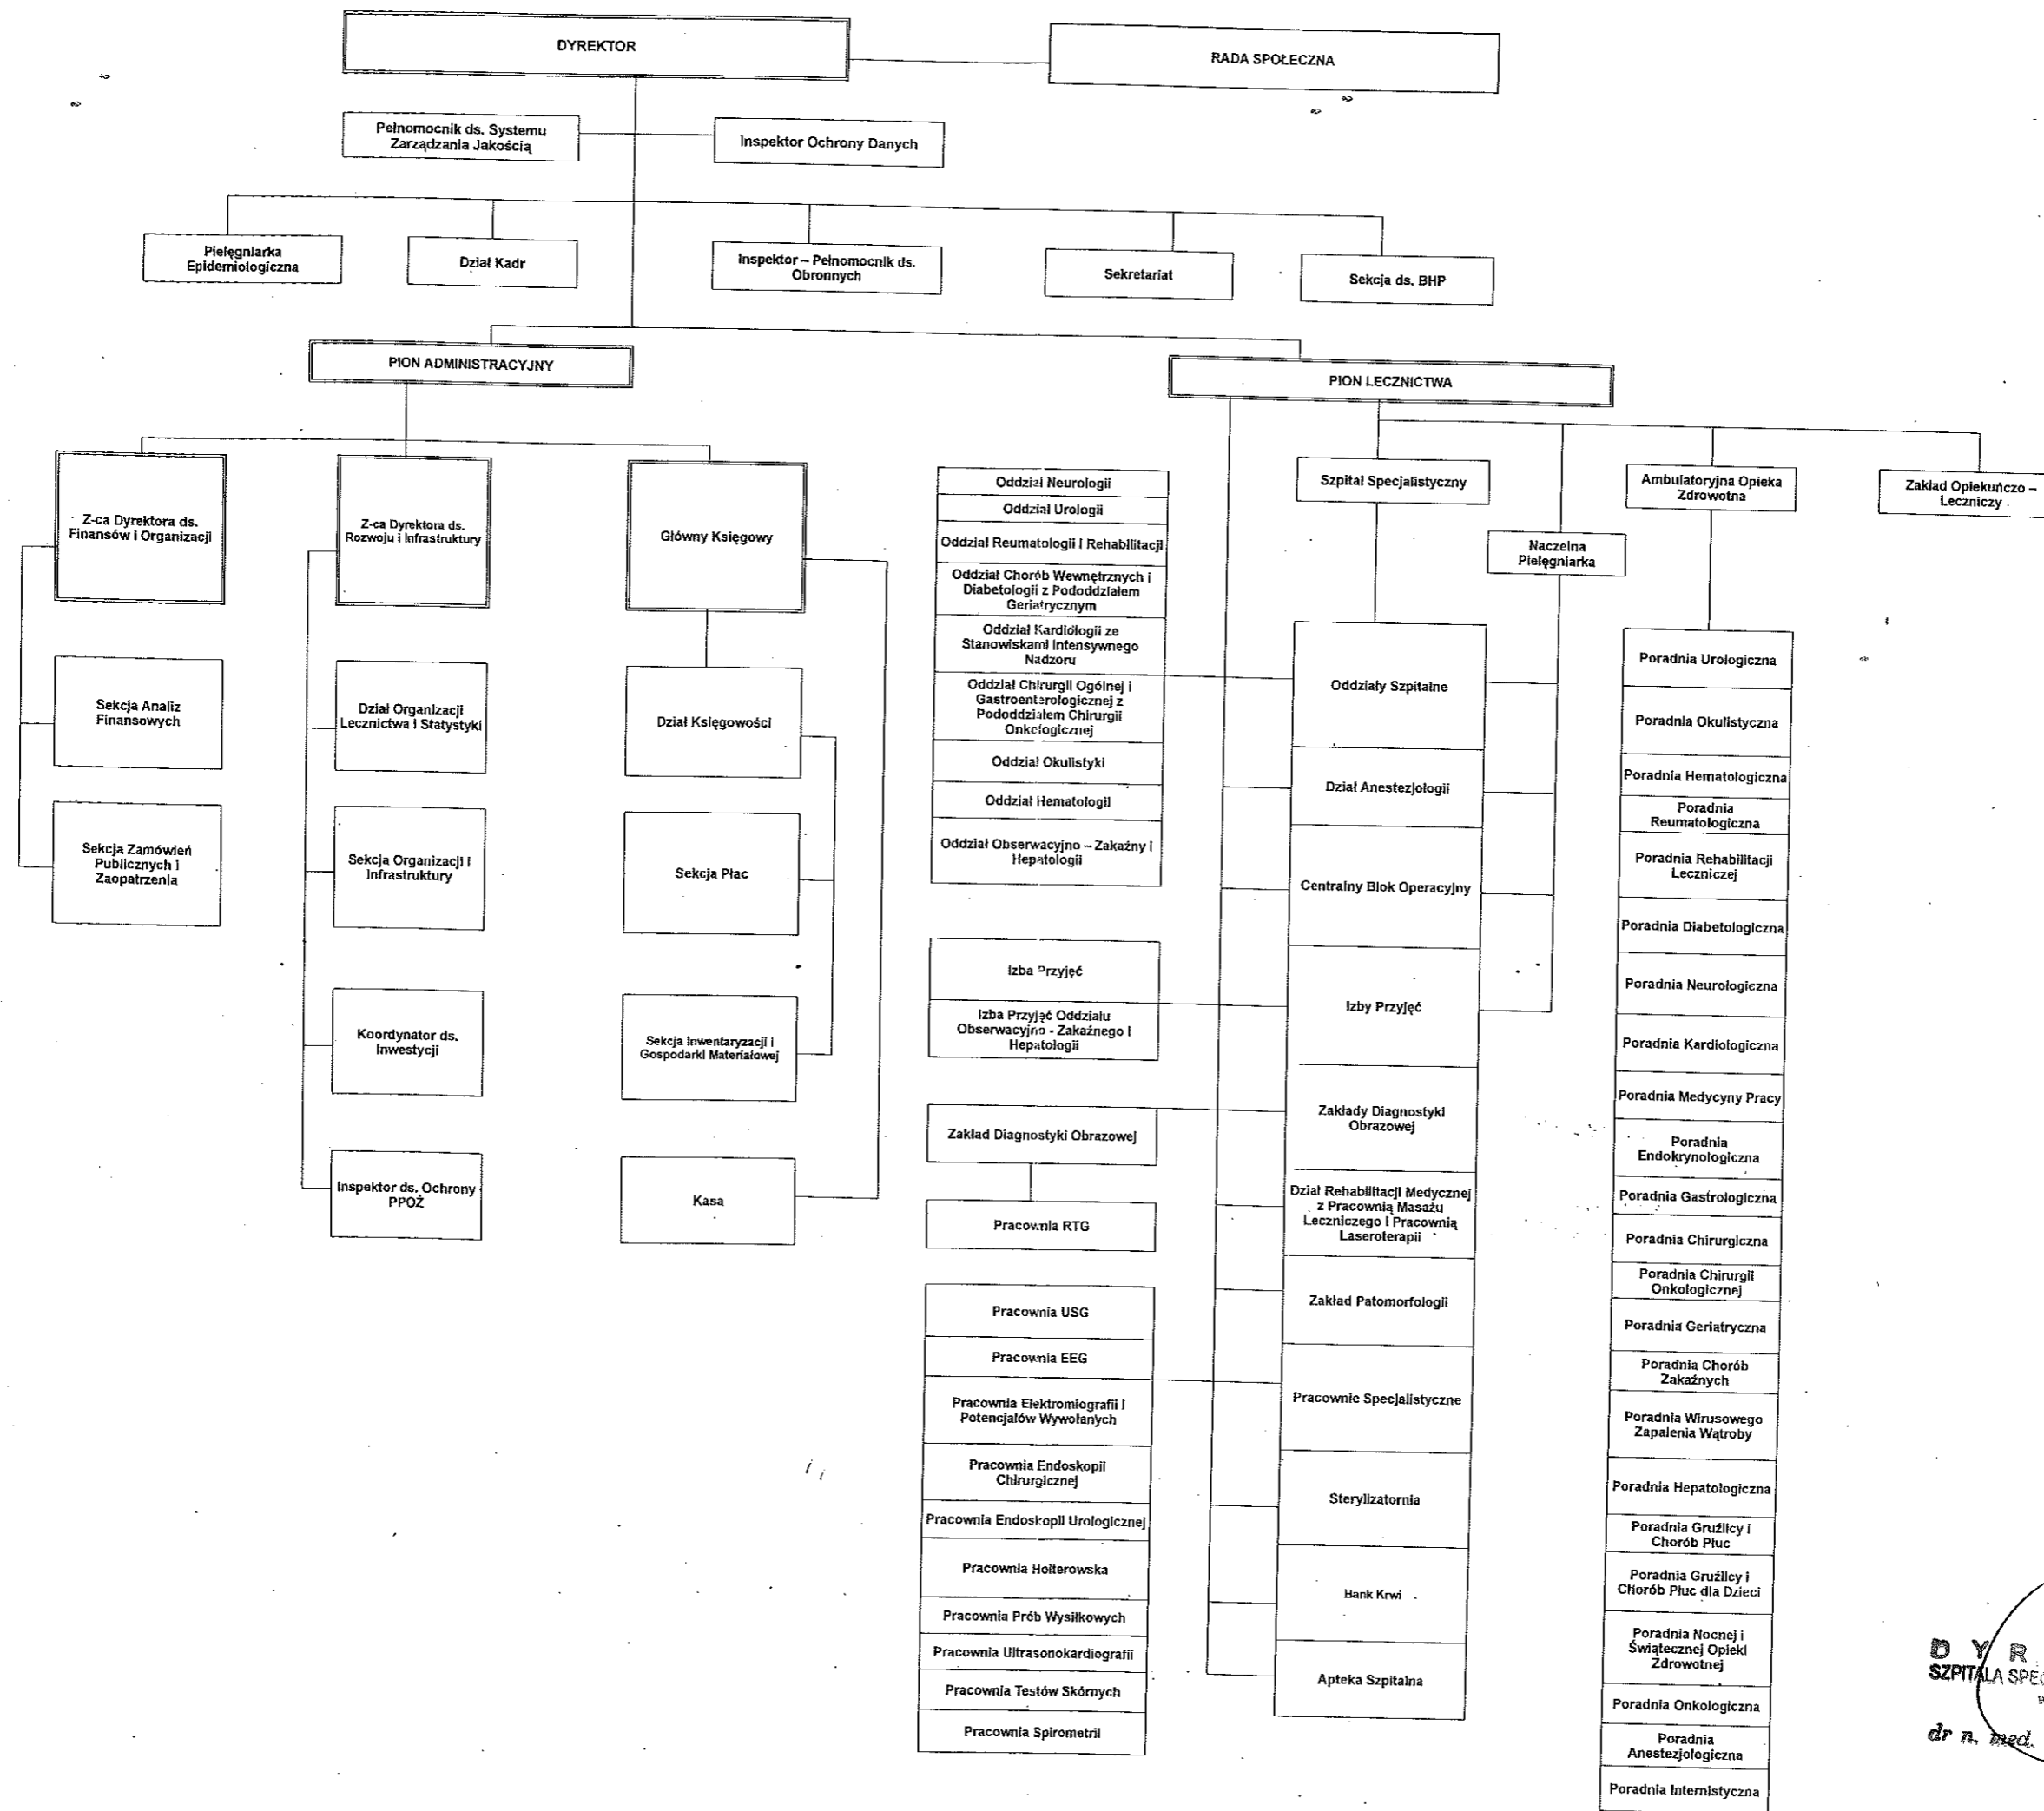 DYREKTOR
RADA SPOŁECZNA
Pełnomocnik ds. Systemu
Zarządzania Jakością
Inspektor Ochrony Danych
Pielęgniarka
Epidemiologiczna
Dział Kadr
Inspektor – Pełnomocnik ds.
Obronnych
Sekretariat
Sekcja ds. BHP
PION ADMINISTRACYJNY
PION LECZNICTWA
Z-ca Dyrektora ds.
Finansów i Organizacji
Z-ca Dyrektora ds.
Rozwoju i Infrastruktury
Główny Księgowy
Sekcja Analiz
Finansowych
Sekcja Zamówień
Publicznych i
Zaopatrzenia
Dział Organizacji
Lecznictwa i Statystyki
Sekcja Organizacji i
Infrastruktury
Koordynator ds.
Inwestycji
Inspektor ds. Ochrony
PPOŻ
Dział Księgowości
Sekcja Płac
Sekcja Inwentaryzacji i
Gospodarki Materiałowej
Kasa
Oddział Neurologii
Oddział Urologii
Oddział Reumatologii i Rehabilitacji
Oddział Chorób Wewnętrznych i
Diabetologii z Pododdziałem
Geriatrycznym
Oddział Kardiologii ze
Stanowiskami Intensywnego
Nadzoru
Oddział Chirurgii Ogólnej i
Gastroenterologicznej z
Pododdziałem Chirurgii
Onkologicznej
Oddział Okulistyki
Oddział Hematologii
Oddział Obserwacyjno – Zakaźny i
Hepatologii
Izba Przyjęć
Izba Przyjęć Oddziału
Obserwacyjno - Zakaźnego i
Hepatologii
Zakład Diagnostyki Obrazowej
Pracownia RTG
Pracownia USG
Pracownia EEG
Pracownia Elektromiografii i
Potencjałów Wywołanych
Pracownia Endoskopii
Chirurgicznej
Pracownia Endoskopii Urologicznej
Pracownia Holterowska
Pracownia Prób Wysiłkowych
Pracownia Ultrasonokardiografii
Pracownia Testów Skórnych
Pracownia Spirometrii
Szpital Specjalistyczny
Naczelna
Pielęgniarka
Ambulatoryjna Opieka
Zdrowotna
Zakład Opiekuńczo –
Leczniczy
Oddziały Szpitalne
Dział Anestezjologii
Centralny Blok Operacyjny
Izby Przyjęć
Zakłady Diagnostyki
Obrazowej
Dział Rehabilitacji Medycznej
z Pracownią Masażu
Leczniczego i Pracownią
Laseroterapii
Zakład Patomorfologii
Pracownie Specjalistyczne
Sterylizatornia
Bank Krwi
Apteka Szpitalna
Poradnia Urologiczna
Poradnia Okulistyczna
Poradnia Hematologiczna
Poradnia
Reumatologiczna
Poradnia Rehabilitacji
Leczniczej
Poradnia Diabetologiczna
Poradnia Neurologiczna
Poradnia Kardiologiczna
Poradnia Medycyny Pracy
Poradnia
Endokrynologiczna
Poradnia Gastrologiczna
Poradnia Chirurgiczna
Poradnia Chirurgii
Onkologicznej
Poradnia Geriatryczna
Poradnia Chorób
Zakaźnych
Poradnia Wirusowego
Zapalenia Wątroby
Poradnia Hepatologiczna
Poradnia Gruźlicy i
Chorób Płuc
Poradnia Gruźlicy i
Chorób Płuc dla Dzieci
Poradnia Nocnej i
Świątecznej Opieki
Zdrowotnej
Poradnia Onkologiczna
Poradnia
Anestezjologiczna
Poradnia Internistyczna
D Y R
SZPITALA SPEC
dr n. med.